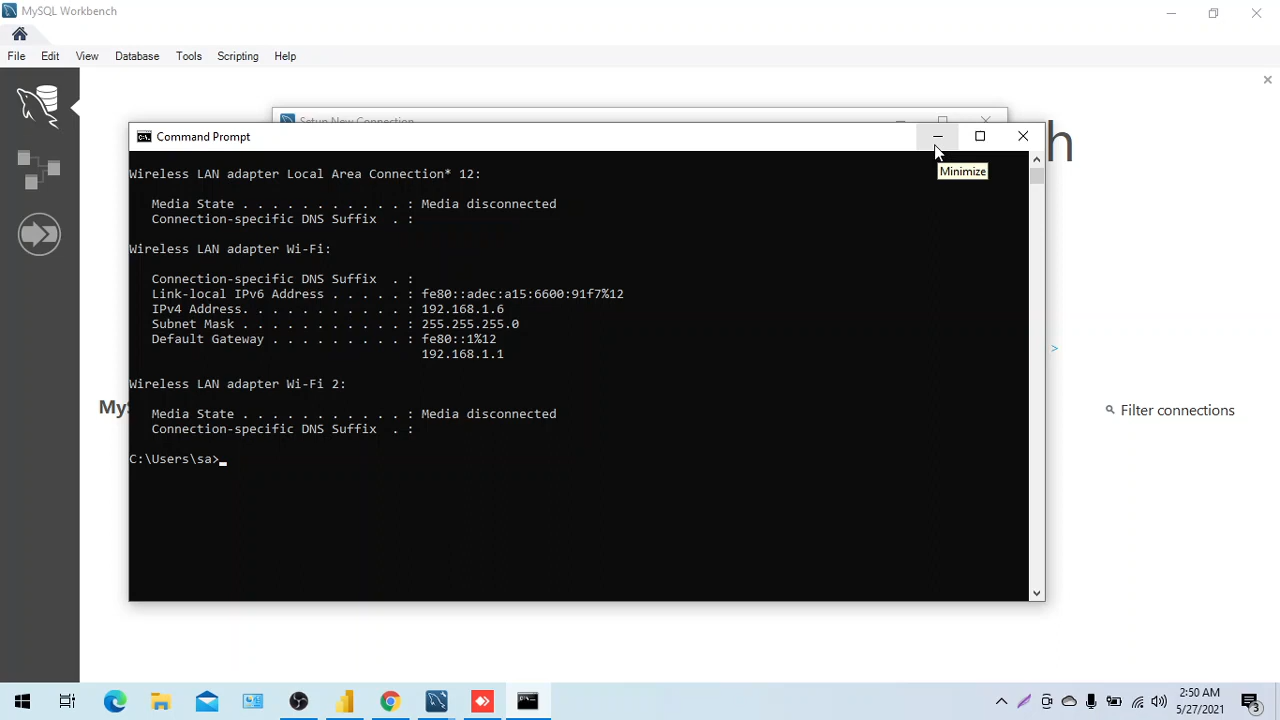 MySQL Workbench
File Edit View Database Tools Scripting Help
Setup New Connection
h
Command Prompt
Minimize
Wireless LAN adapter Local Area Connection* 12:
Media State . . . . . . . . . . . : Media disconnected
Connection-specific DNS Suffix . :
Wireless LAN adapter Wi-Fi:
Connection-specific DNS Suffix . :
Link-local IPv6 Address . . . . . : fe80::adec:a15:6600:91f7%12
IPv4 Address. . . . . . . . . . . : 192.168.1.6
Subnet Mask . . . . . . . . . . . : 255.255.255.0
Default Gateway . . . . . . . . . : fe80::1%12
192.168.1.1
>
Wireless LAN adapter Wi-Fi 2:
My
Filter connections
Media State . . . . . . . . . . . : Media disconnected
Connection-specific DNS Suffix . :
C:\Users\sa>
2:50 AM
5/27/2021
3